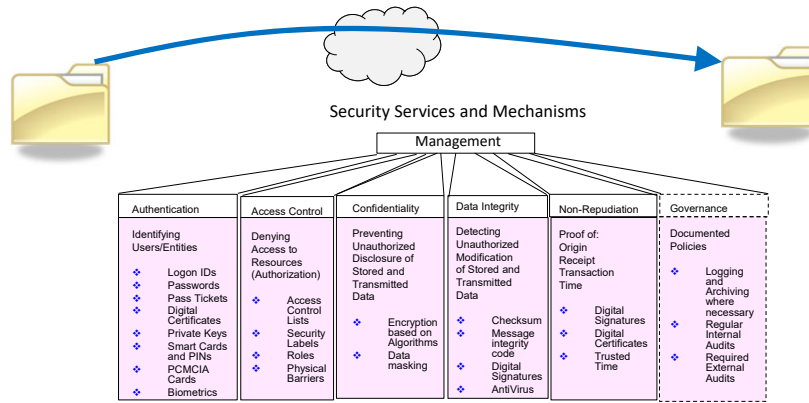 Security Services and Mechanisms
Management
Authentication
Identifying
Users/Entities
Logon IDs
Passwords
Pass Tickets
Digital
Certificates
Private Keys
Smart Cards
and PINs
PCMCIA
Cards
Biometrics
Access Control
Denying
Access to
Resources
(Authorization)
Access
Control
Lists
Security
Labels
Roles
Physical
Barriers
Confidentiality
Preventing
Unauthorized
Disclosure of
Stored and
Transmitted
Data
Encryption
based on
Algorithms
Data
masking
Data Integrity
Detecting
Unauthorized
Modification
of Stored and
Transmitted
Data
Checksum
Message
integrity
code
Digital
Signatures
AntiVirus
Non-Repudiation
Proof of:
Origin
Receipt
Transaction
Time
Digital
Signatures
Digital
Certificates
Trusted
Time
Governance
Documented
Policies
Logging
and
Archiving
where
necessary
Regular
Internal
Audits
Required
External
Audits